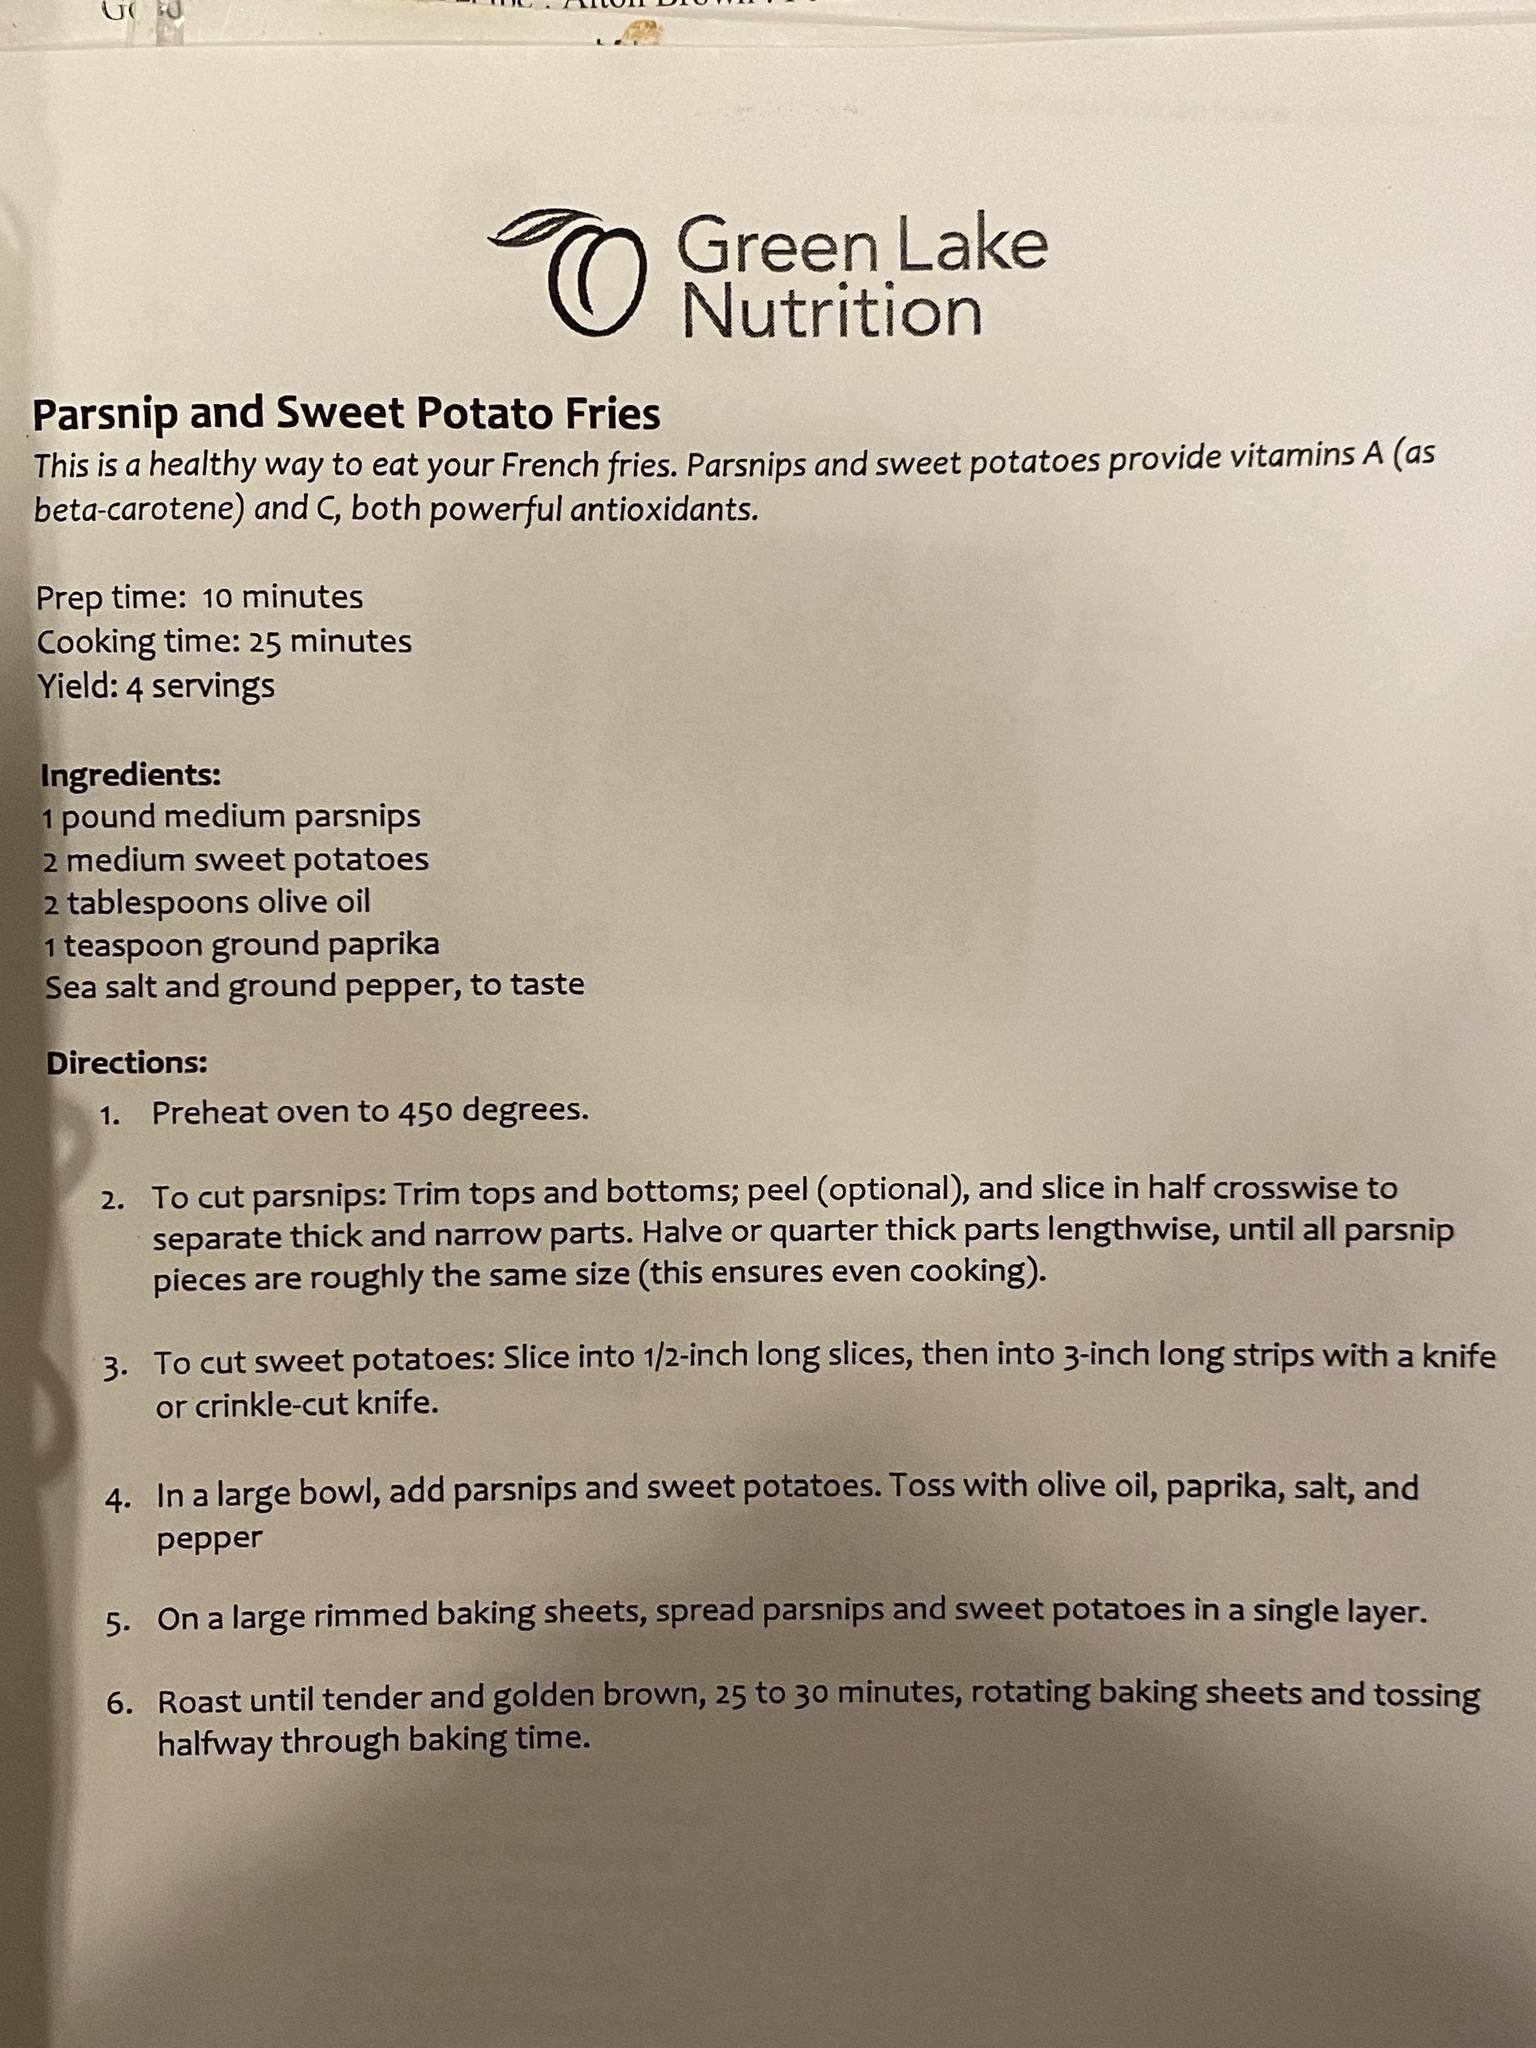 Alton Brown
Green Lake
Nutrition
Parsnip and Sweet Potato Fries
This is a healthy way to eat your French fries. Parsnips and sweet potatoes provide vitamins A (as
beta-carotene) and C, both powerful antioxidants.
Prep time: 10 minutes
Cooking time: 25 minutes
Yield: 4 servings
Ingredients:
1 pound medium parsnips
2 medium sweet potatoes
2 tablespoons olive oil
1 teaspoon ground paprika
Sea salt and ground pepper, to taste
Directions:
1. Preheat oven to 450 degrees.
2. To cut parsnips: Trim tops and bottoms; peel (optional), and slice in half crosswise to
separate thick and narrow parts. Halve or quarter thick parts lengthwise, until all parsnip
pieces are roughly the same size (this ensures even cooking).
3. To cut sweet potatoes: Slice into 1/2-inch long slices, then into 3-inch long strips with a knife
or crinkle-cut knife.
4. In a large bowl, add parsnips and sweet potatoes. Toss with olive oil, paprika, salt, and
pepper
5. On a large rimmed baking sheets, spread parsnips and sweet potatoes in a single layer.
6. Roast until tender and golden brown, 25 to 30 minutes, rotating baking sheets and tossing
halfway through baking time.